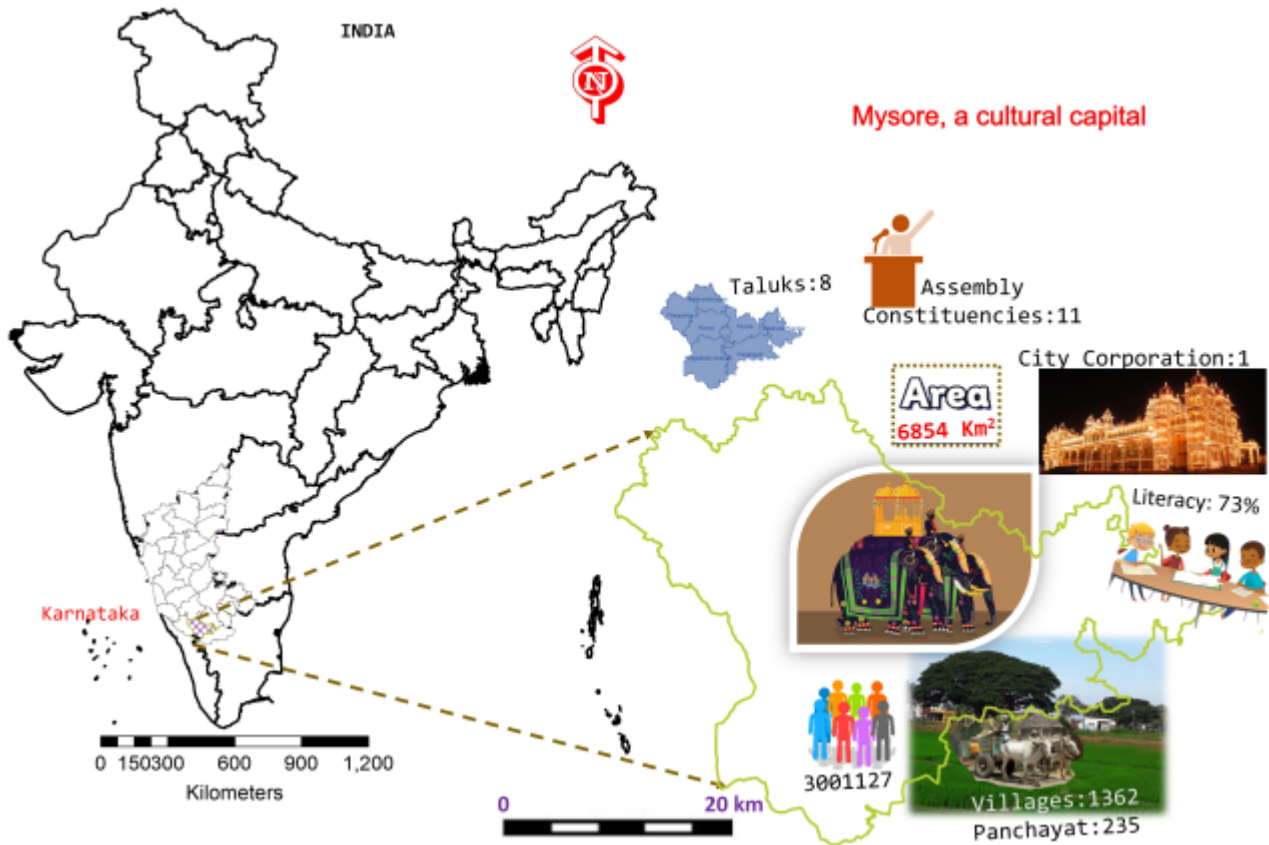 INDIA
N
Mysore, a cultural capital
Taluks:8
Assembly
Constituencies:11
City Corporation:1
Area
6854 Km²
Literacy: 73%
Karnataka
0 150300 600 900 1,200
Kilometers
3001127
0 20 km
Villages:1362
Panchayat:235